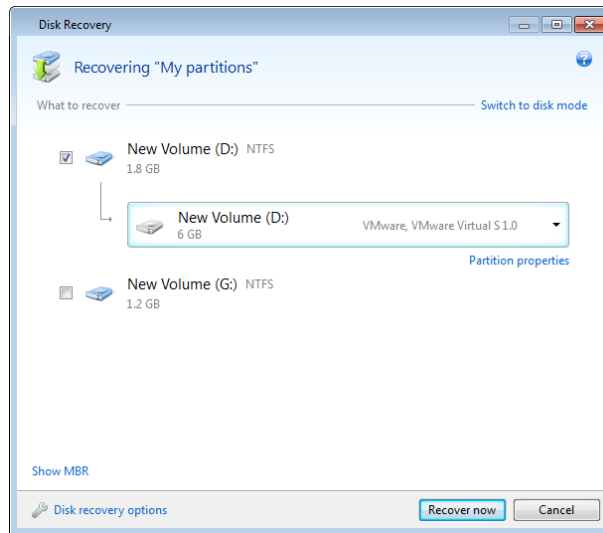 Disk Recovery
Recovering "My partitions"
What to recover
Switch to disk mode
New Volume (D:) NTFS
1.8 GB
New Volume (D:)
6 GB
VMware, VMware Virtual S 1.0
Partition properties
New Volume (G:) NTFS
1.2 GB
Show MBR
Disk recovery options
Recover now
Cancel